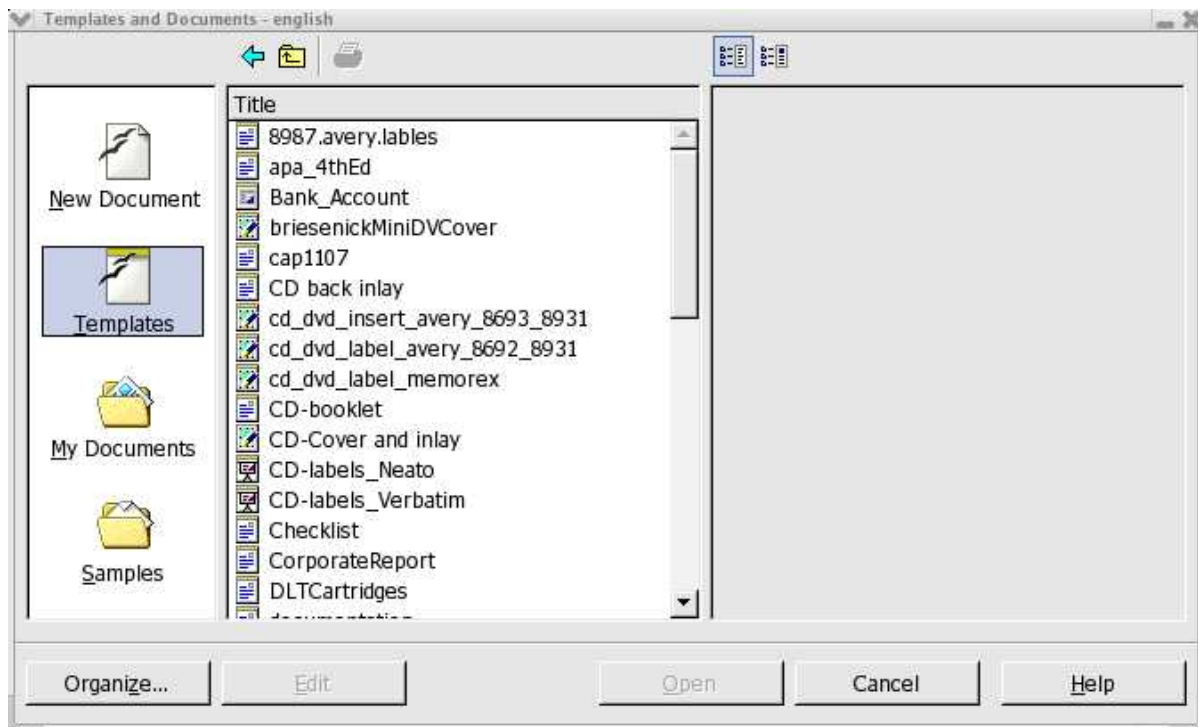 Templates and Documents - english
New Document
Templates
My Documents
Samples
Title
8987.avery.lables
apa_4thEd
Bank_Account
briesenickMiniDVCover
cap1107
CD back inlay
cd_dvd_insert_avery_8693_8931
cd_dvd_label_avery_8692_8931
cd_dvd_label_memorex
CD-booklet
CD-Cover and inlay
CD-labels_Neato
CD-labels_Verbatim
Checklist
CorporateReport
DLTCartridges
documentation
Organize...
Edit
Open
Cancel
Help